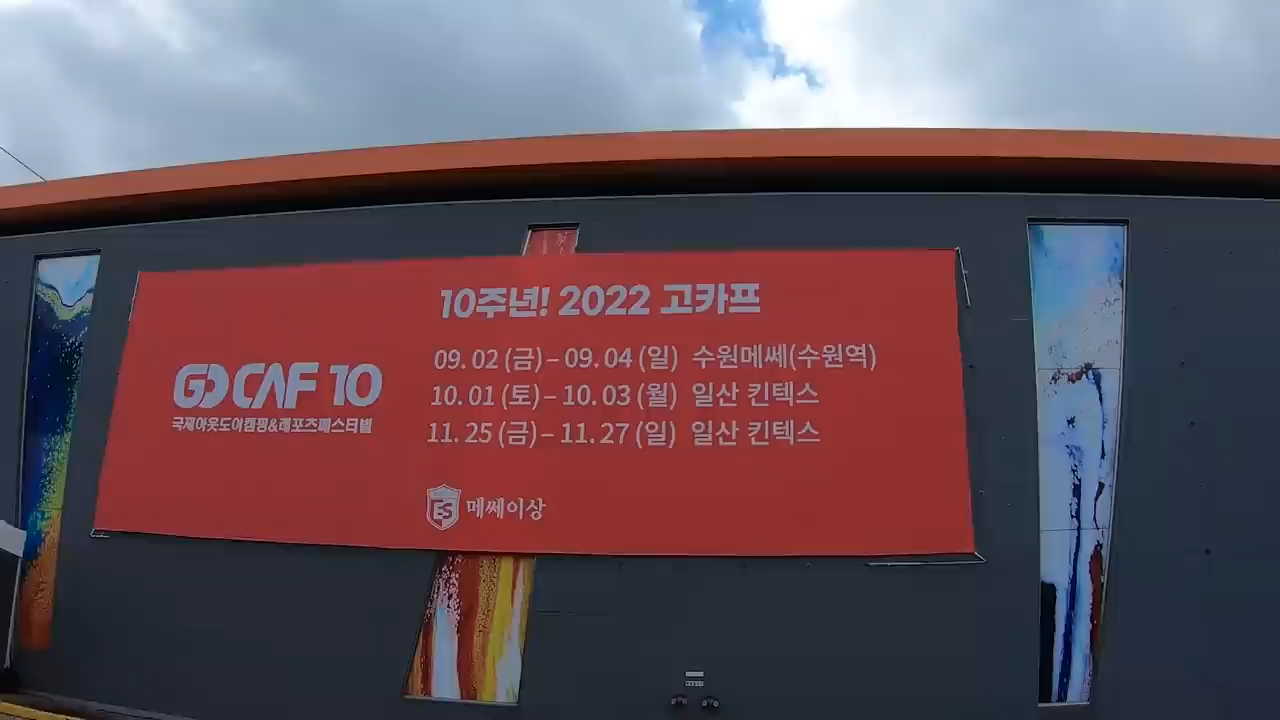 10주년! 2022 고카프
GO CAF 10
국제아웃도어캠핑&레포츠페스티벌
09. 02 (금) – 09. 04 (일) 수원메쎄(수원역)
10. 01 (토) – 10. 03 (월) 일산 킨텍스
11. 25 (금) – 11. 27 (일) 일산 킨텍스
ES 메쎄이상